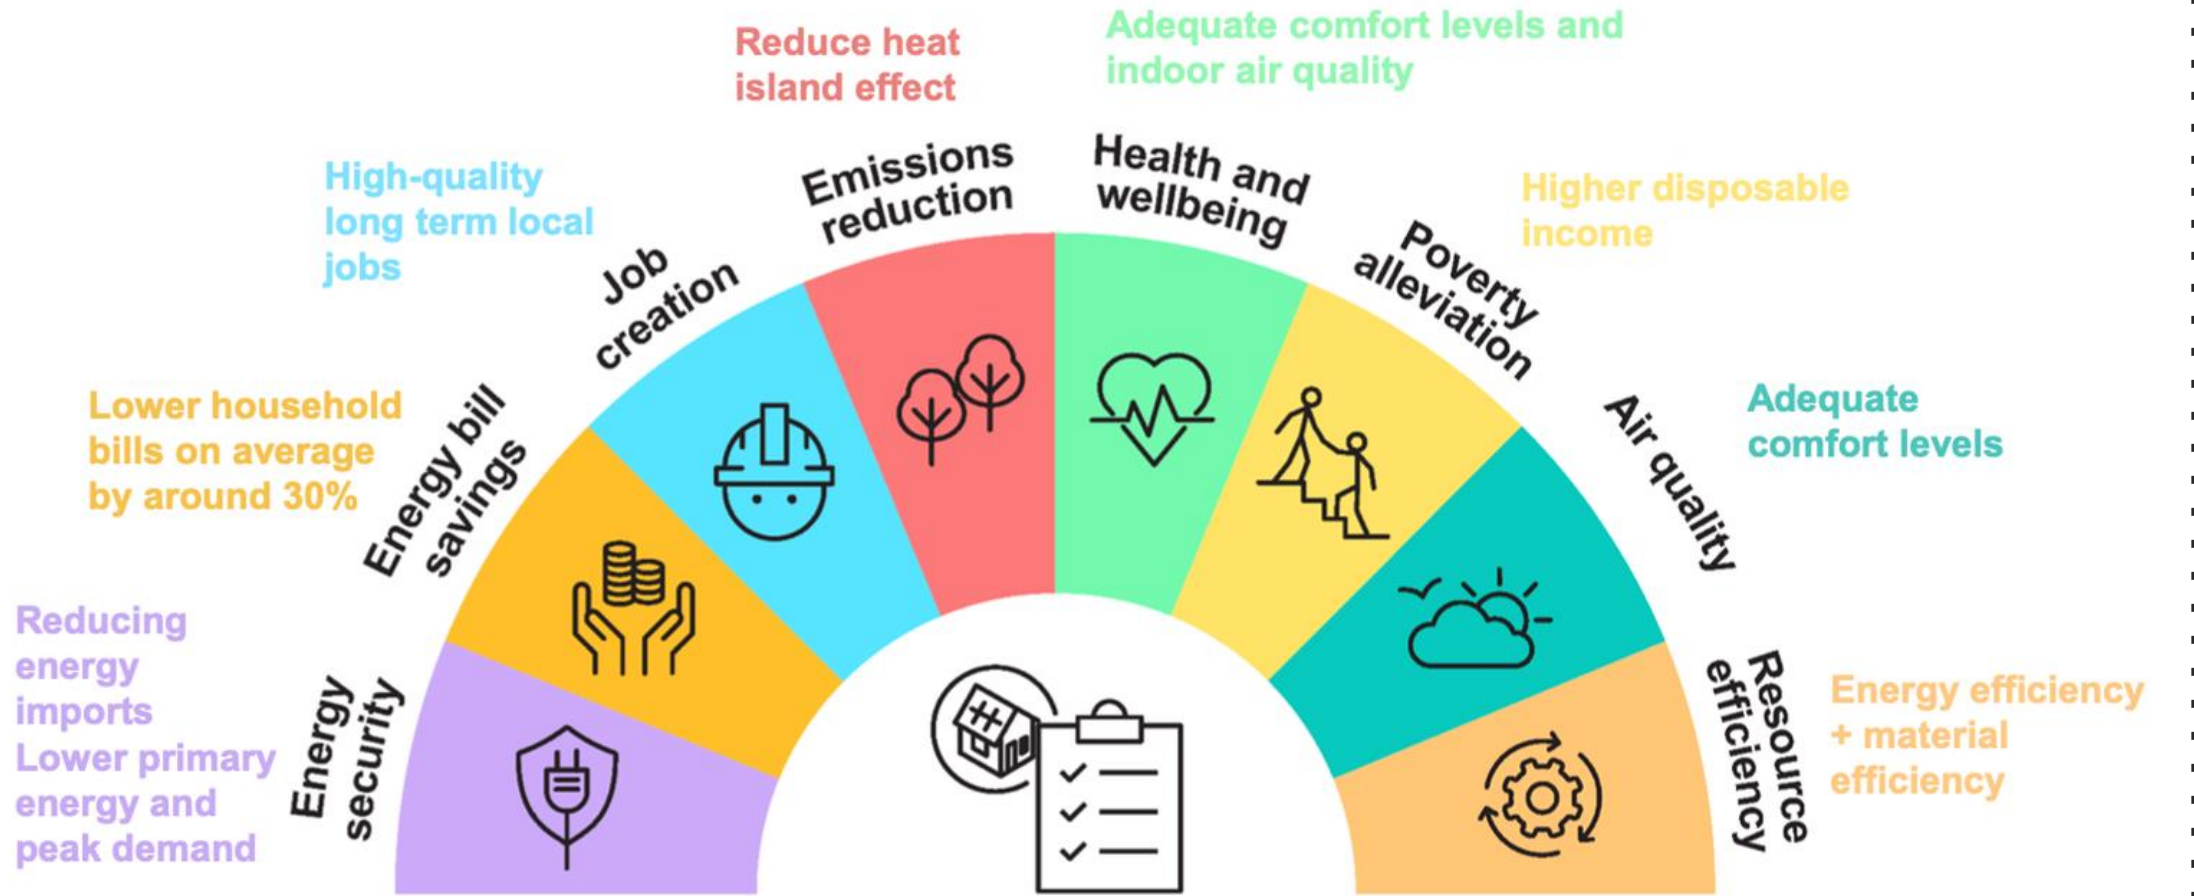 Reduce heat
island effect
Adequate comfort levels and
indoor air quality
High-quality
long term local
jobs
Emissions
reduction
Health and
wellbeing
Higher disposable
income
Job
creation
Poverty
alleviation
Lower household
bills on average
by around 30%
Energy bill
savings
Air quality
Adequate
comfort levels
Reducing
energy
imports
Lower primary
energy and
peak demand
Energy
security
Resource
efficiency
Energy efficiency
+ material
efficiency